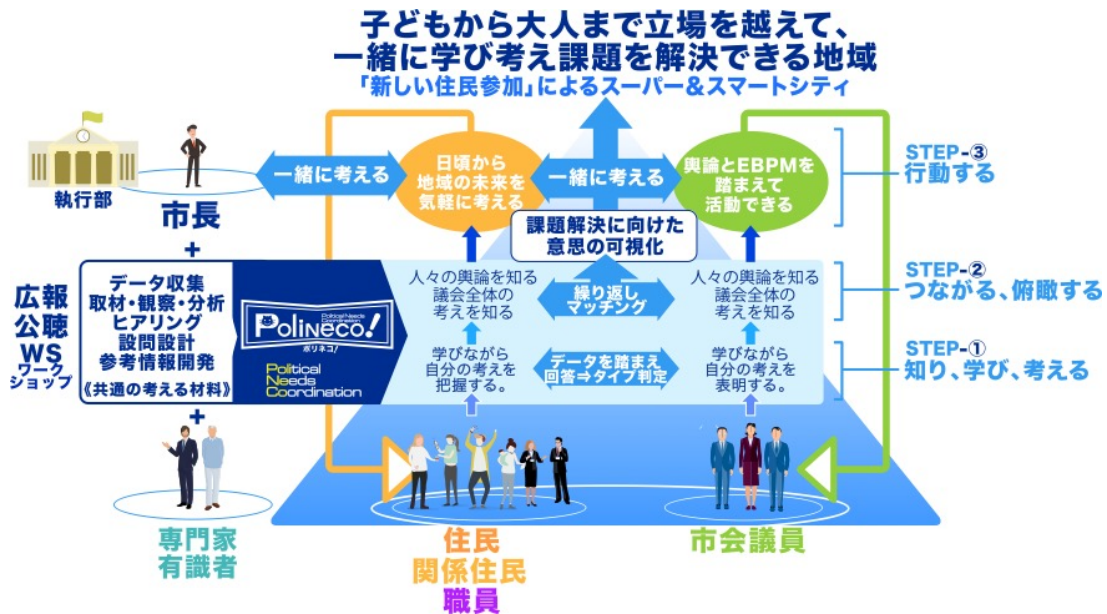 子どもから大人まで立場を越えて、
一緒に学び考え課題を解決できる地域
「新しい住民参加」によるスーパー&スマートシティ
執行部
市長
一緒に考える
日頃から
地域の未来を
気軽に考える
一緒に考える
輿論とEBPMを
踏まえて
活動できる
STEP-③
行動する
課題解決に向けた
意思の可視化
+
広報
公聴
WS
ワーク
ショップ
データ収集
取材・観察・分析
ヒアリング
設問設計
参考情報開発
《共通の考える材料》
Political Needs
Coordination
PoliNeco!
ポリネコ!
Political
Needs
Coordination
人々の輿論を知る
議会全体の
考えを知る
繰り返し
マッチング
人々の輿論を知る
議会全体の
考えを知る
STEP-②
つながる、俯瞰する
学びながら
自分の考えを
把握する。
データを踏まえ
回答⇒タイプ判定
学びながら
自分の考えを
表明する。
STEP-①
知り、学び、考える
+
専門家
有識者
住民
関係住民
職員
市会議員